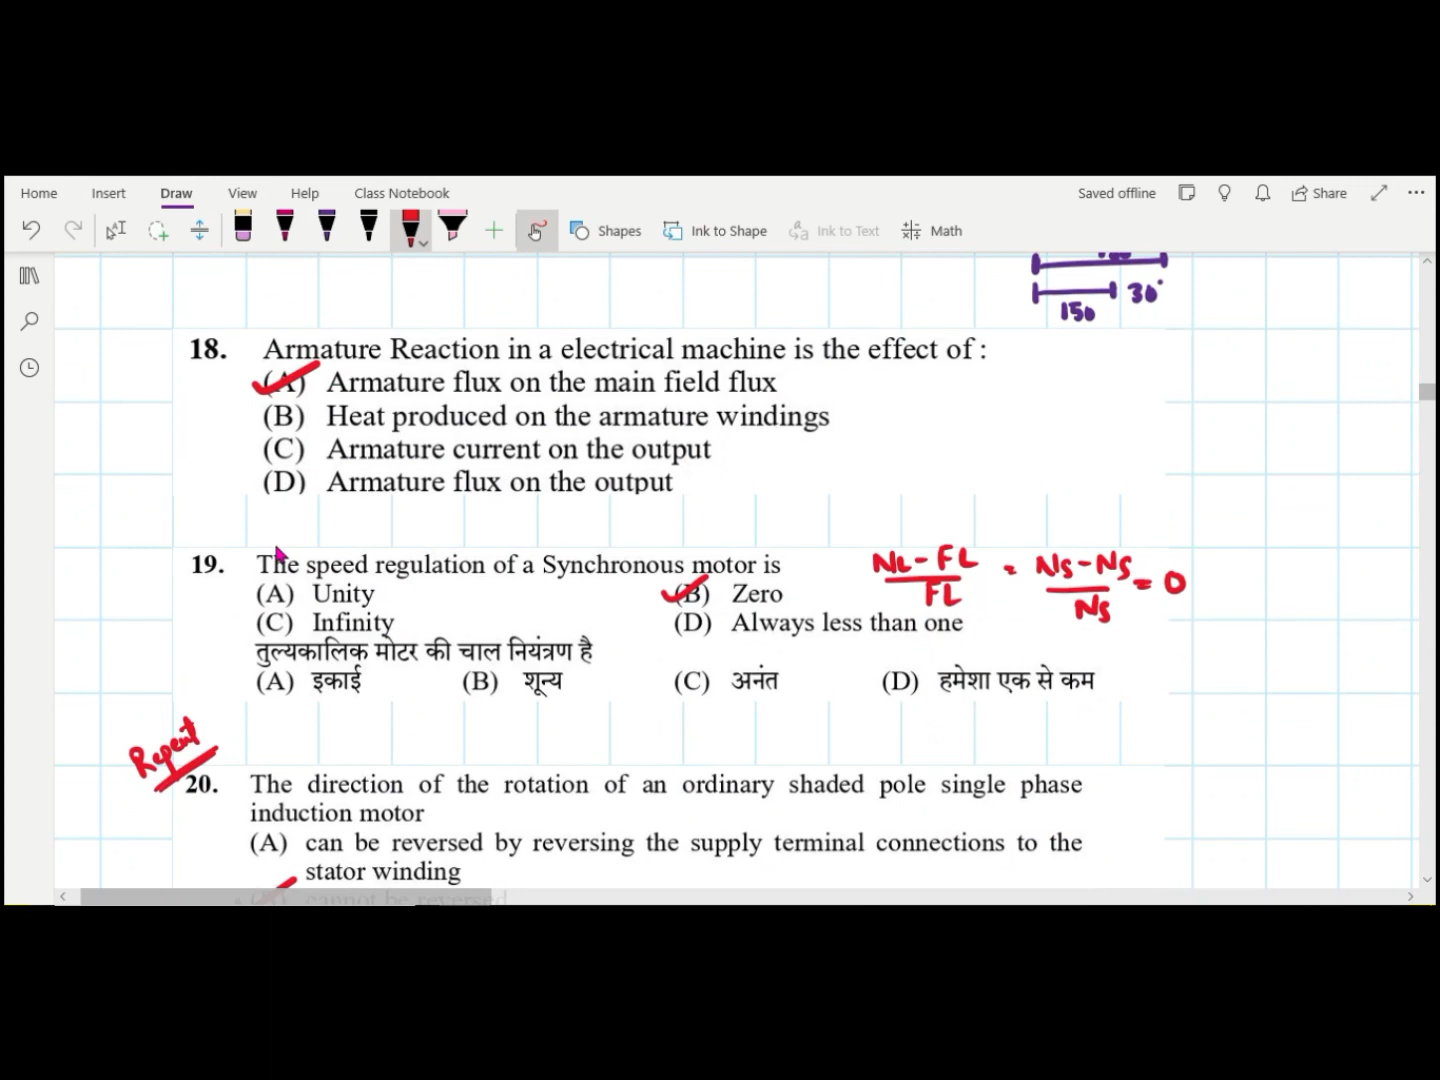 Home Insert Draw View Help Class Notebook Saved offline Share
Shapes Ink to Shape Ink to Text Math
150 30°
18. Armature Reaction in a electrical machine is the effect of :
(A) Armature flux on the main field flux
(B) Heat produced on the armature windings
(C) Armature current on the output
(D) Armature flux on the output
19. The speed regulation of a Synchronous motor is
(A) Unity (B) Zero
(C) Infinity (D) Always less than one
NL-FL / FL = Ns-Ns / Ns = 0
तुल्यकालिक मोटर की चाल नियंत्रण है
(A) इकाई (B) शून्य (C) अनंत (D) हमेशा एक से कम
Repeat
20. The direction of the rotation of an ordinary shaded pole single phase
induction motor
(A) can be reversed by reversing the supply terminal connections to the
stator winding
cannot be reversed